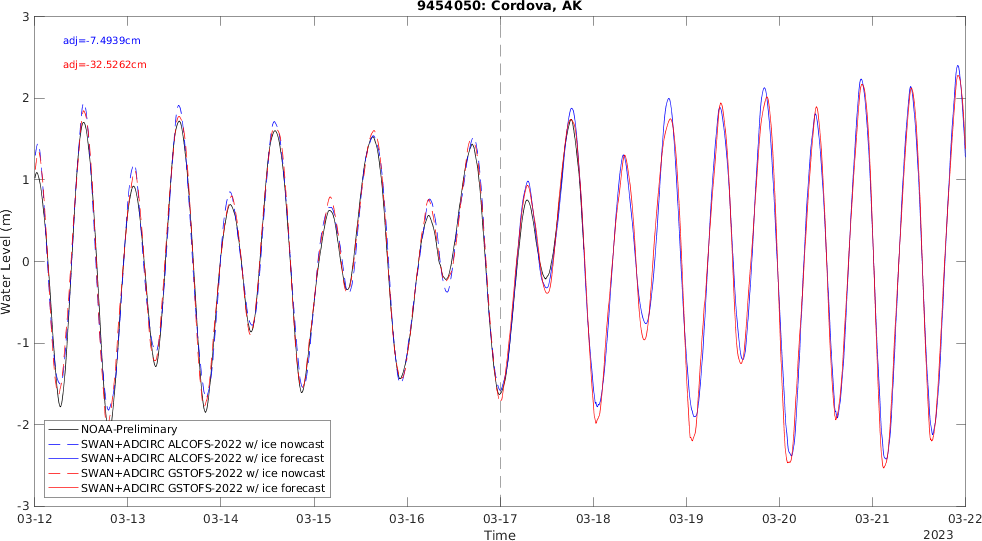 9454050: Cordova, AK
adj=-7.4939cm
adj=-32.5262cm
3
2
1
0
-1
-2
-3
Water Level (m)
NOAA-Preliminary
SWAN+ADCIRC ALCOFS-2022 w/ ice nowcast
SWAN+ADCIRC ALCOFS-2022 w/ ice forecast
SWAN+ADCIRC GSTOFS-2022 w/ ice nowcast
SWAN+ADCIRC GSTOFS-2022 w/ ice forecast
03-12 03-13 03-14 03-15 03-16 03-17 03-18 03-19 03-20 03-21 03-22
Time
2023